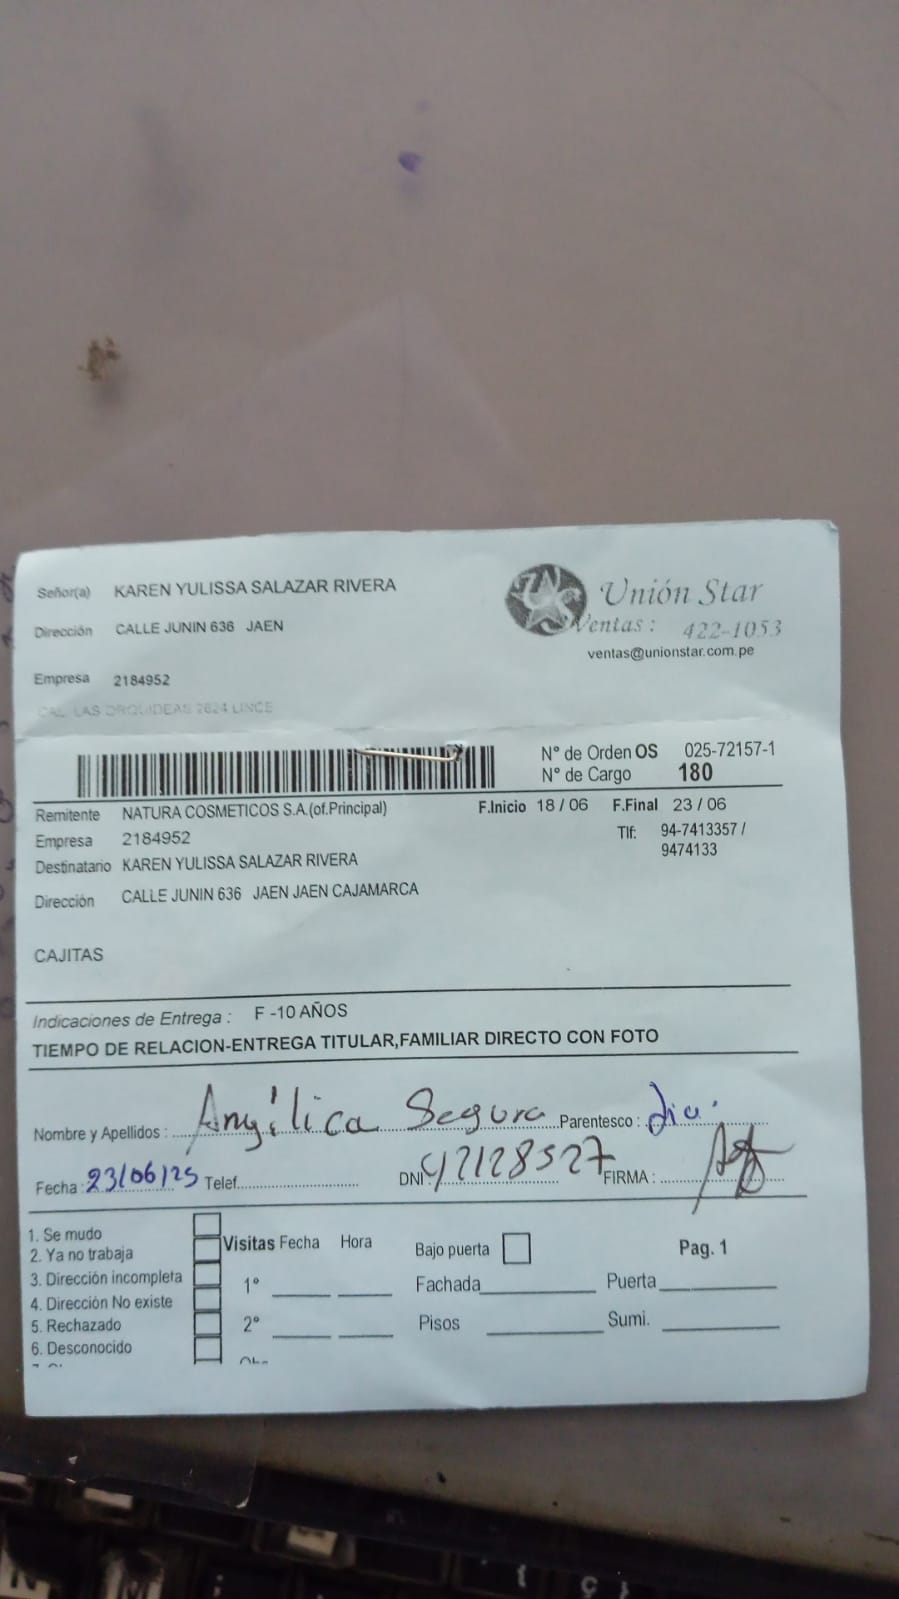 Señor(a) KAREN YULISSA SALAZAR RIVERA
Unión Star
Dirección CALLE JUNIN 636 JAEN
Ventas: 422-1053
ventas@unionstar.com.pe
Empresa 2184952
CAL. LAS ORQUIDEAS 2624 LINCE
N° de Orden OS 025-72157-1
N° de Cargo 180
Remitente NATURA COSMETICOS S.A.(of.Principal) F.Inicio 18 / 06 F.Final 23 / 06
Empresa 2184952 Tlf: 94-7413357 /
9474133
Destinatario KAREN YULISSA SALAZAR RIVERA
Dirección CALLE JUNIN 636 JAEN JAEN CAJAMARCA
CAJITAS
Indicaciones de Entrega : F -10 AÑOS
TIEMPO DE RELACION-ENTREGA TITULAR,FAMILIAR DIRECTO CON FOTO
Nombre y Apellidos : Angélica Segura Parentesco :
Fecha : 23/06/25 Telef. DNI: 42128527 FIRMA :
1. Se mudo
2. Ya no trabaja
3. Dirección incompleta
4. Dirección No existe
5. Rechazado
6. Desconocido
Visitas Fecha Hora Bajo puerta Pag. 1
1° Fachada Puerta
2° Pisos Sumi.